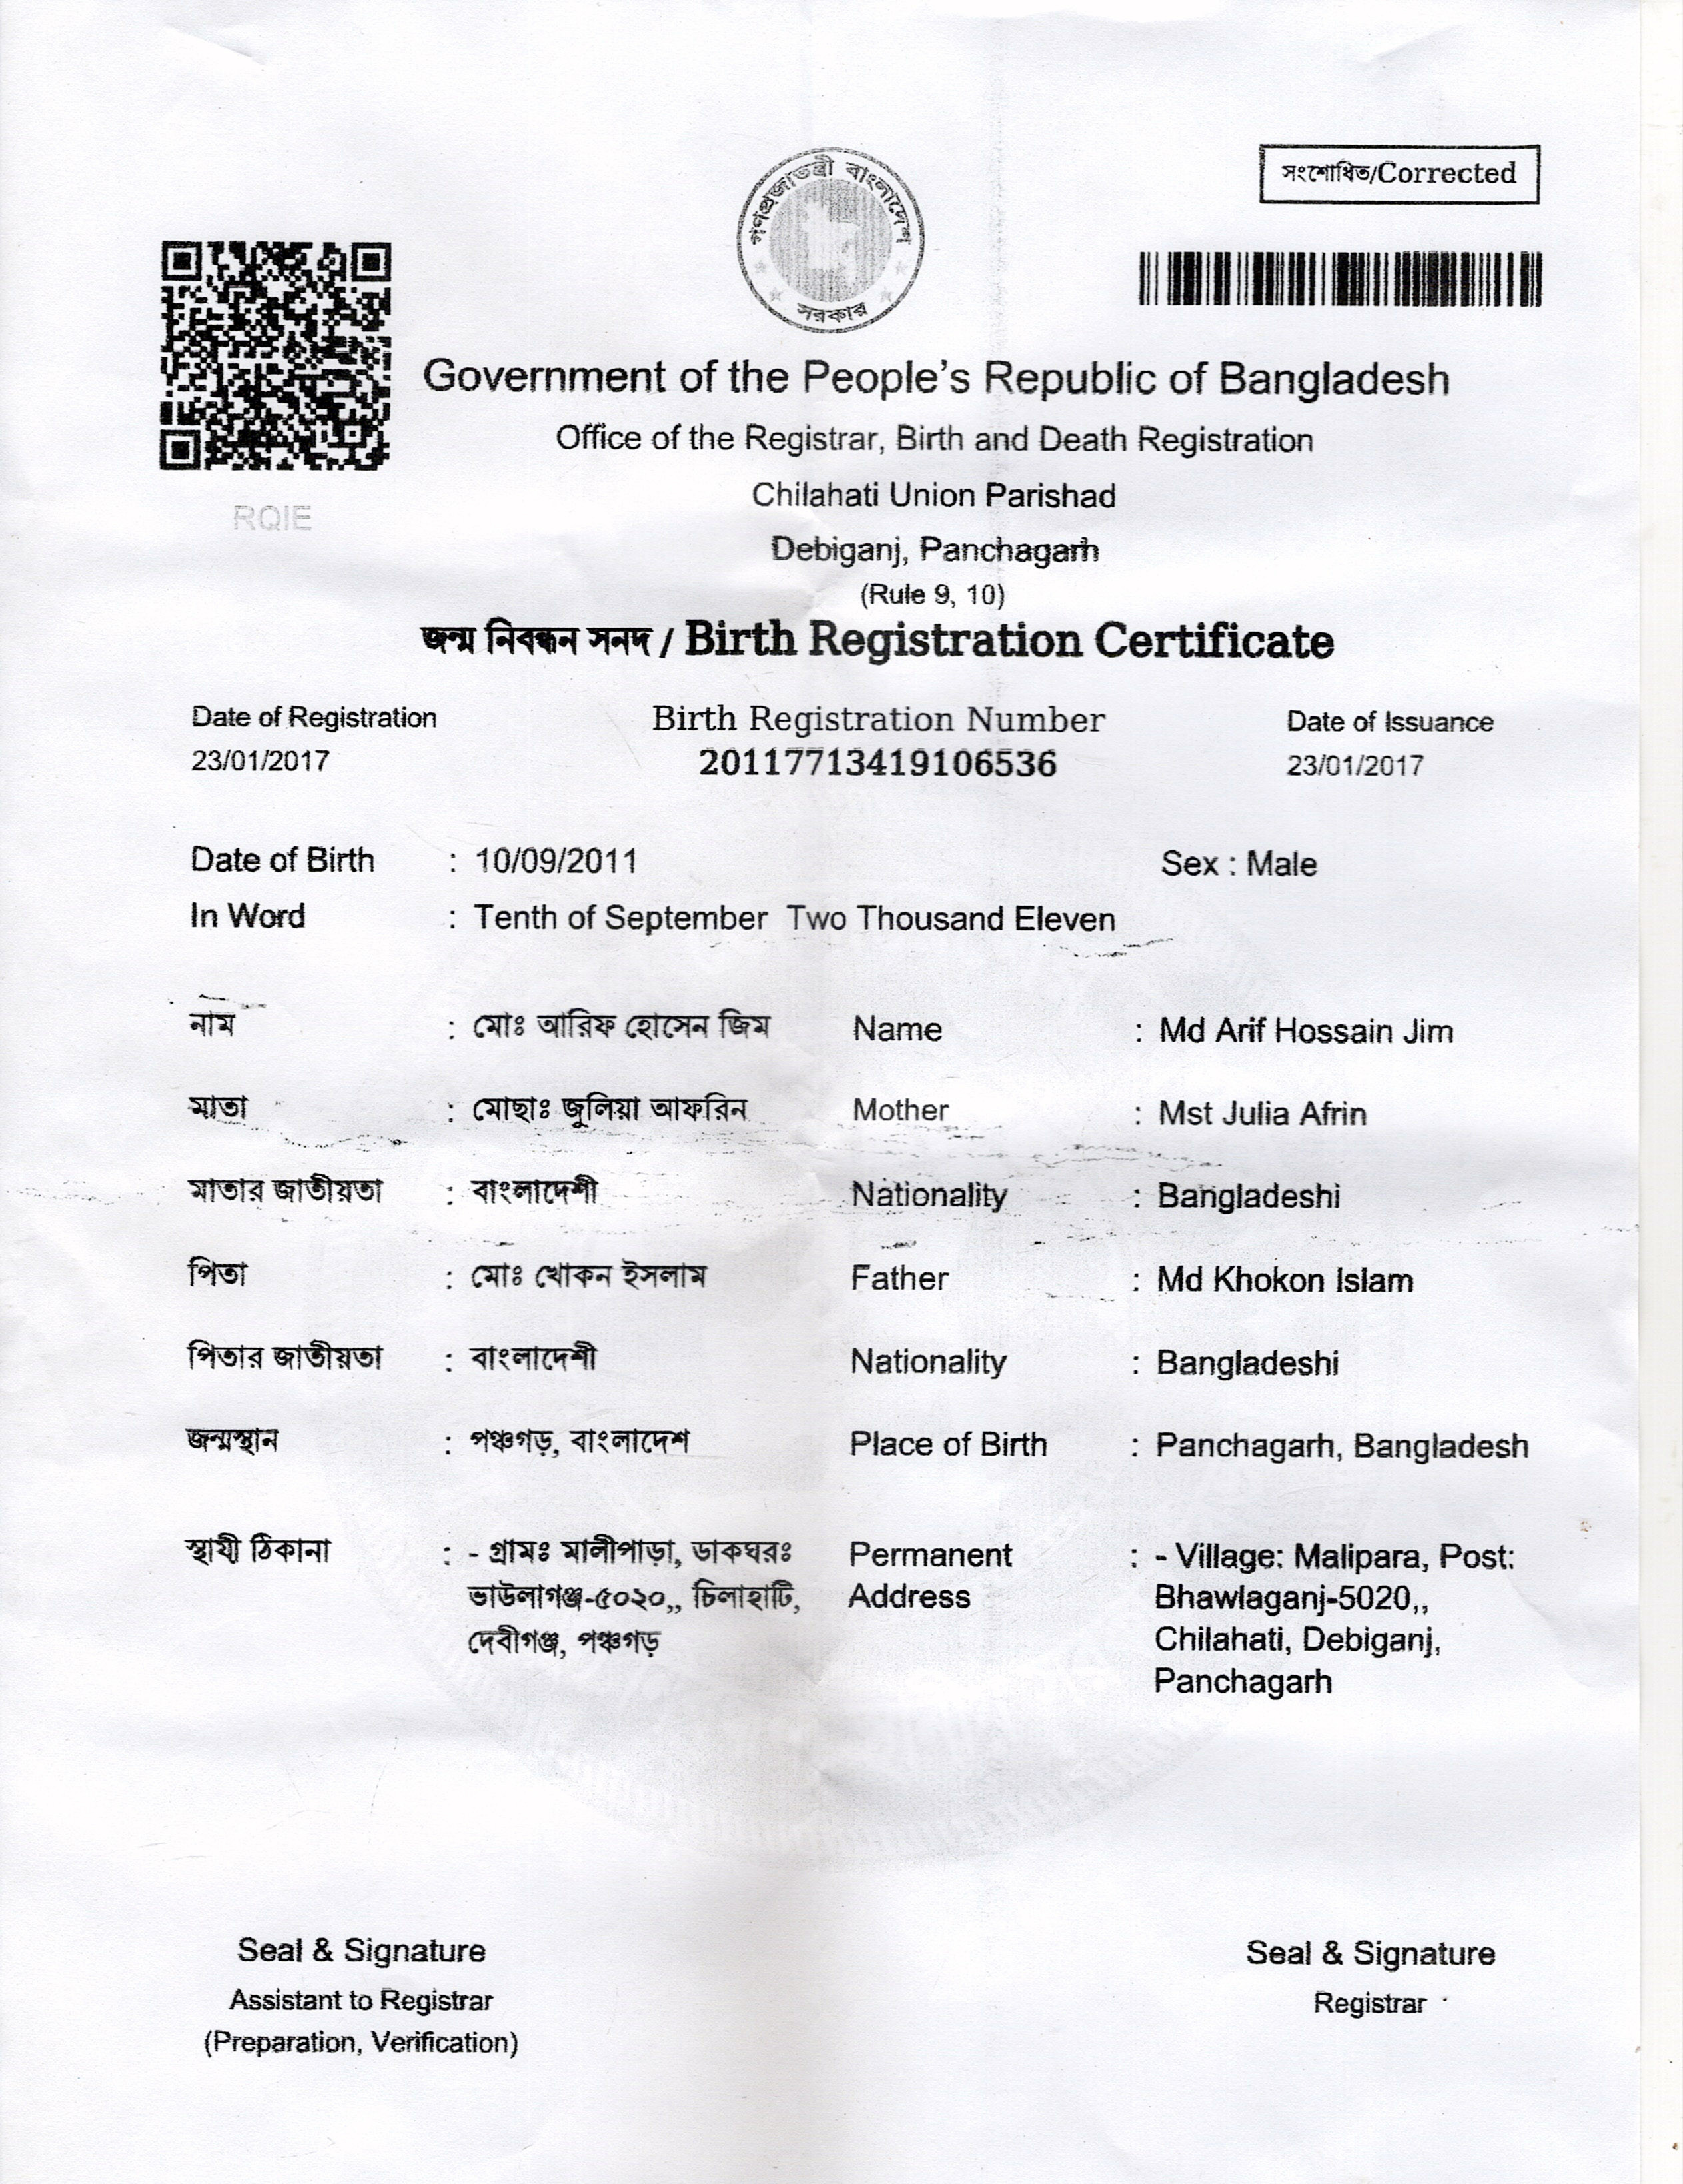 গণপ্রজাতন্ত্রী বাংলাদেশ
সরকার
সংশোধিত/Corrected
RQIE
Government of the People's Republic of Bangladesh
Office of the Registrar, Birth and Death Registration
Chilahati Union Parishad
Debiganj, Panchagarh
(Rule 9, 10)
জন্ম নিবন্ধন সনদ / Birth Registration Certificate
Date of Registration Birth Registration Number Date of Issuance
23/01/2017 20117713419106536 23/01/2017
Date of Birth : 10/09/2011 Sex : Male
In Word : Tenth of September Two Thousand Eleven
নাম : মোঃ আরিফ হোসেন জিম Name : Md Arif Hossain Jim
মাতা : মোছাঃ জুলিয়া আফরিন Mother : Mst Julia Afrin
মাতার জাতীয়তা : বাংলাদেশী Nationality : Bangladeshi
পিতা : মোঃ খোকন ইসলাম Father : Md Khokon Islam
পিতার জাতীয়তা : বাংলাদেশী Nationality : Bangladeshi
জন্মস্থান : পঞ্চগড়, বাংলাদেশ Place of Birth : Panchagarh, Bangladesh
স্থায়ী ঠিকানা : - গ্রামঃ মালীপাড়া, ডাকঘরঃ Permanent : - Village: Malipara, Post:
ভাউলাগঞ্জ-৫০২০,, চিলাহাটি, Address Bhawlaganj-5020,,
দেবীগঞ্জ, পঞ্চগড় Chilahati, Debiganj,
Panchagarh
Seal & Signature Seal & Signature
Assistant to Registrar Registrar
(Preparation, Verification)